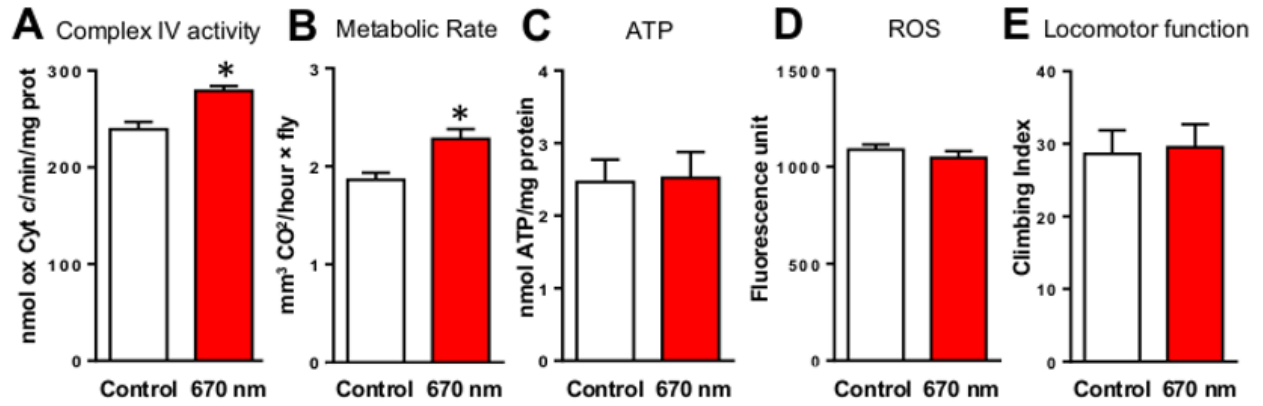 A Complex IV activity
nmol ox Cyt c/min/mg prot
300
200
100
0
*
Control 670 nm
B Metabolic Rate
mm³ CO²/hour × fly
3
2
1
0
*
Control 670 nm
C ATP
nmol ATP/mg protein
4
3
2
1
0
Control 670 nm
D ROS
Fluorescence unit
1500
1000
500
0
Control 670 nm
E Locomotor function
Climbing Index
40
30
20
10
0
Control 670 nm